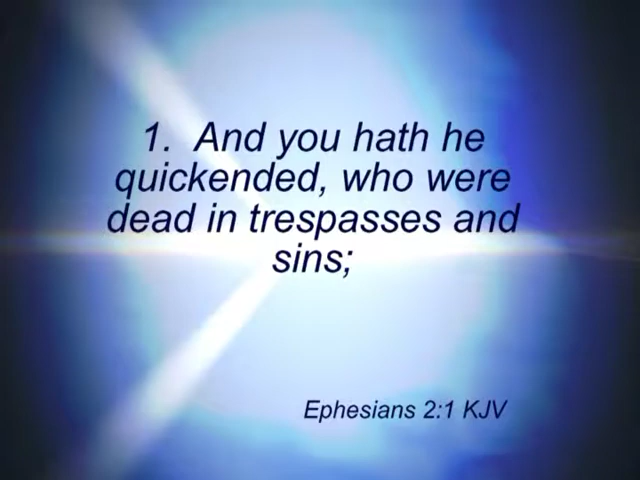 1.  And you hath he
quickended, who were
dead in trespasses and
sins;
Ephesians 2:1 KJV